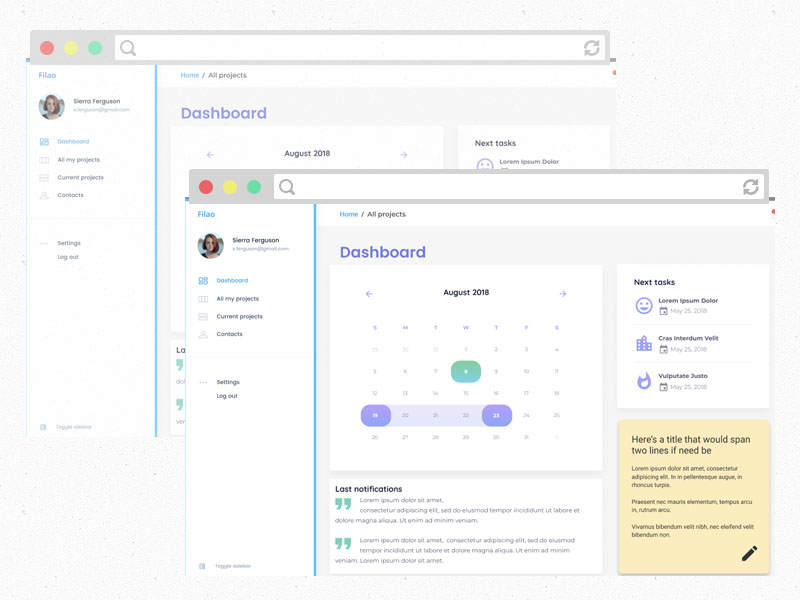 Filao
Home / All projects
Sierra Ferguson
s.ferguson@gmail.com
Dashboard
Dashboard
All my projects
Current projects
Contacts
Settings
Log out
Toggle sidebar
August 2018
Next tasks
Lorem Ipsum Dolor
La
dol
ven
Filao
Home / All projects
Sierra Ferguson
s.ferguson@gmail.com
Dashboard
All my projects
Current projects
Contacts
Settings
Log out
Toggle sidebar
Dashboard
August 2018
S M T W T F S
29 30 31 1 2 3 4
5 6 7 8 9 10 11
12 13 14 15 16 17 18
19 20 21 22 23 24 25
26 27 28 29 30 31
Last notifications
Lorem ipsum dolor sit amet,
consectetur adipiscing elit, sed do eiusmod tempor incididunt ut labore et
dolore magna aliqua. Ut enim ad minim veniam.
Lorem ipsum dolor sit amet, consectetur adipiscing elit, sed do eiusmod
tempor incididunt ut labore et dolore magna aliqua. Ut enim ad minim
veniam. Lorem ipsum dolor sit amet.
Next tasks
Lorem Ipsum Dolor
May 25, 2018
Cras Interdum Velit
May 25, 2018
Vulputate Justo
May 25, 2018
Here's a title that would span
two lines if need be
Lorem ipsum dolor sit amet, consectetur
adipiscing elit. In in pellentesque augue, in
rhoncus turpis.
Praesent nec mauris elementum, tempus arcu
in, rutrum arcu.
Vivamus bibendum velit nibh, nec eleifend velit
bibendum non.